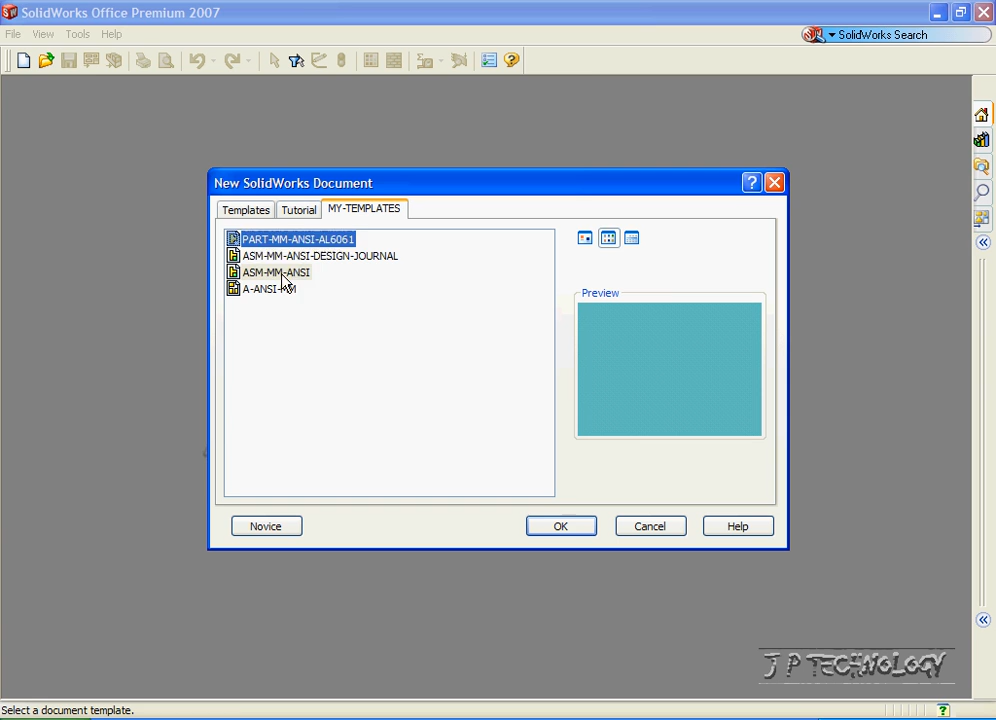 SolidWorks Office Premium 2007
File View Tools Help
SolidWorks Search
New SolidWorks Document
Templates Tutorial MY-TEMPLATES
PART-MM-ANSI-AL6061
ASM-MM-ANSI-DESIGN-JOURNAL
ASM-MM-ANSI
A-ANSI-MM
Preview
Novice OK Cancel Help
J P TECHNOLOGY
Select a document template.